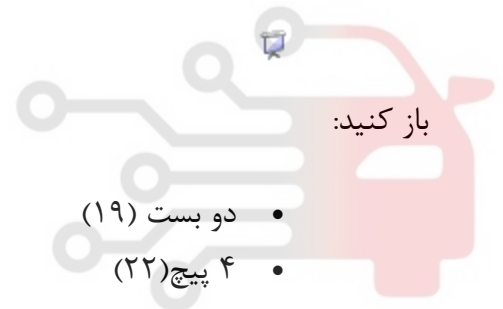 باز کنید:
• دو بست (۱۹)
• ۴ پیچ(۲۲)